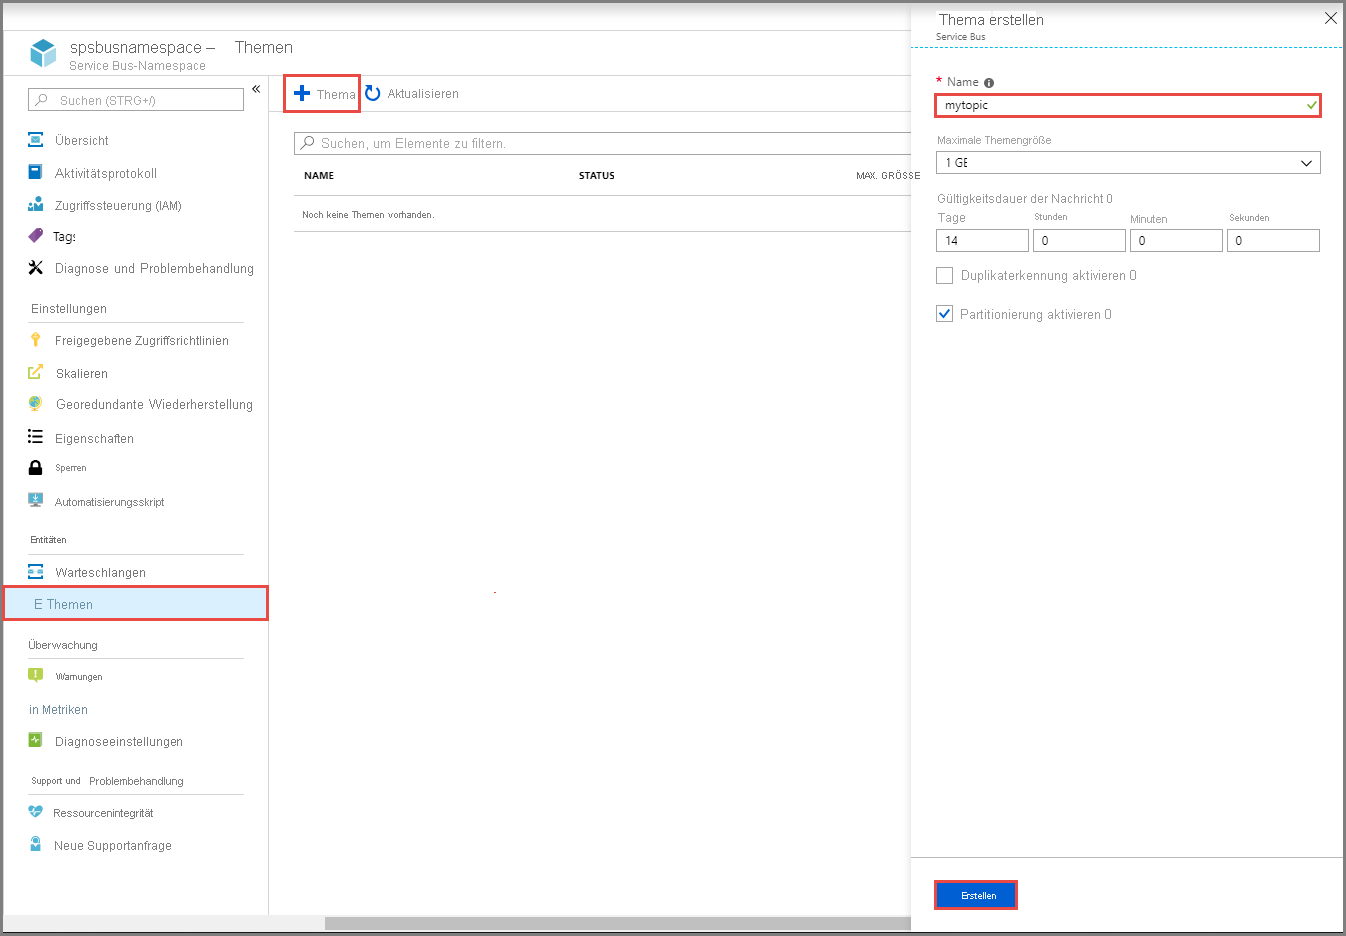 spsbusnamespace – Themen
Service Bus-Namespace
Suchen (STRG+/)
«
Übersicht
Aktivitätsprotokoll
Zugriffssteuerung (IAM)
Tags
Diagnose und Problembehandlung
Einstellungen
Freigegebene Zugriffsrichtlinien
Skalieren
Georedundante Wiederherstellung
Eigenschaften
Sperren
Automatisierungsskript
Entitäten
Warteschlangen
E Themen
Überwachung
Warnungen
in Metriken
Diagnoseeinstellungen
Support und Problembehandlung
Ressourcenintegrität
Neue Supportanfrage
Thema Aktualisieren
Suchen, um Elemente zu filtern.
NAME STATUS MAX. GRÖSSE
Noch keine Themen vorhanden.
Thema erstellen
Service Bus
* Name
mytopic
Maximale Themengröße
1 GE
Gültigkeitsdauer der Nachricht 0
Tage Stunden Minuten Sekunden
14 0 0 0
Duplikaterkennung aktivieren 0
Partitionierung aktivieren 0
Erstellen